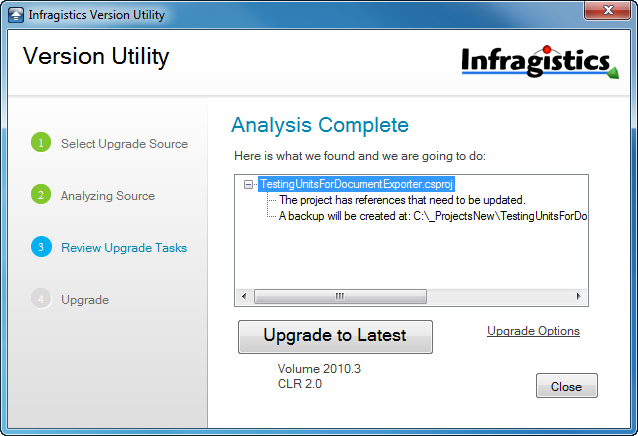 Infragistics Version Utility
Version Utility
Infragistics
1 Select Upgrade Source
2 Analyzing Source
3 Review Upgrade Tasks
4 Upgrade
Analysis Complete
Here is what we found and we are going to do:
TestingUnitsForDocumentExporter.csproj
The project has references that need to be updated.
A backup will be created at: C:\_ProjectsNew\TestingUnitsForDo
Upgrade to Latest
Upgrade Options
Volume 2010.3
CLR 2.0
Close